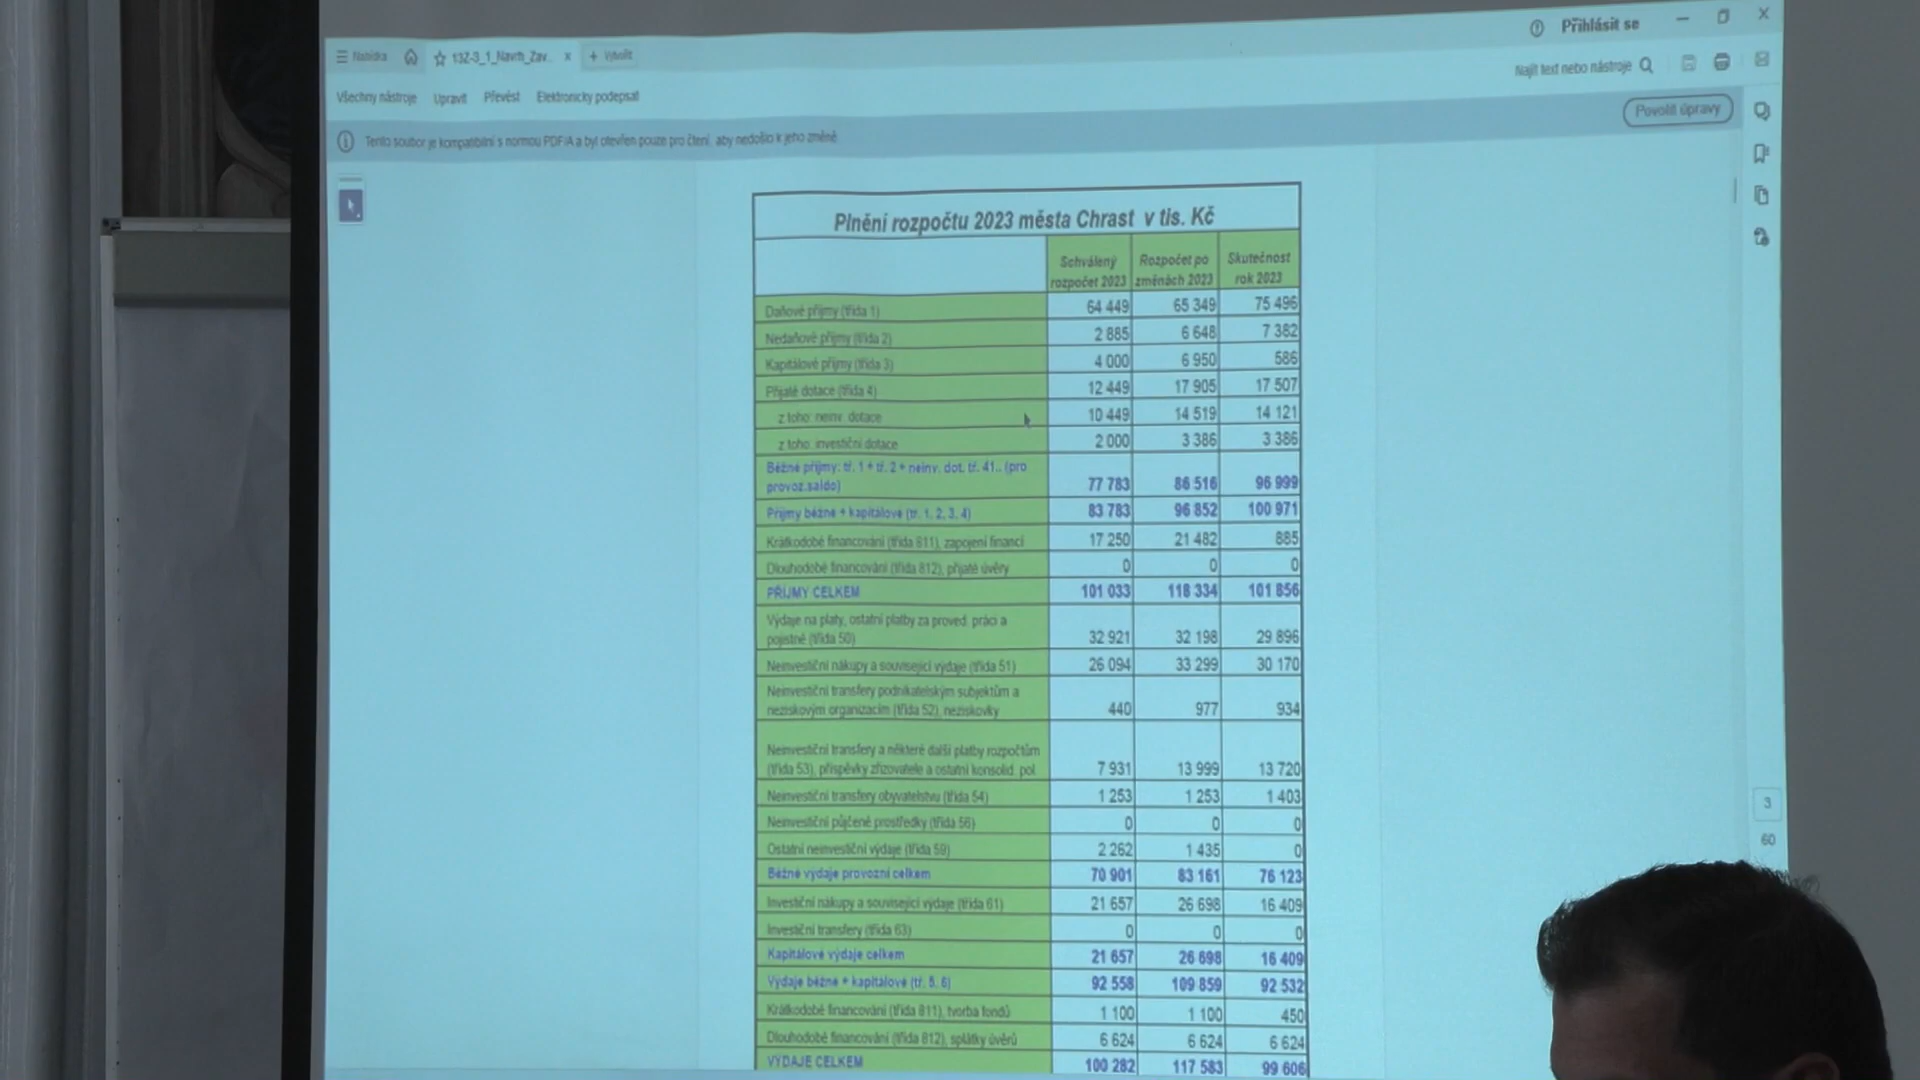 Přihlásit se
Nabídka 13Z-3_1_Navrh_Zav... x + Vytvořit
Najít text nebo nástroje
Všechny nástroje Upravit Převést Elektronicky podepsat
Povolit úpravy
Tento soubor je kompatibilní s normou PDF/A a byl otevřen pouze pro čtení, aby nedošlo k jeho změně.
Plnění rozpočtu 2023 města Chrast v tis. Kč
Schválený rozpočet 2023 Rozpočet po změnách 2023 Skutečnost rok 2023
Daňové příjmy (třída 1) 64 449 65 349 75 496
Nedaňové příjmy (třída 2) 2 885 6 648 7 382
Kapitálové příjmy (třída 3) 4 000 6 950 586
Přijaté dotace (třída 4) 12 449 17 905 17 507
z toho: neinv. dotace 10 449 14 519 14 121
z toho: investiční dotace 2 000 3 386 3 386
Běžné příjmy: tř. 1 + tř. 2 + neinv. dot. tř. 41.. (pro
provoz.saldo) 77 783 86 516 96 999
Příjmy běžné + kapitálové (tř. 1, 2, 3, 4) 83 783 96 852 100 971
Krátkodobé financování (třída 811), zapojení financí 17 250 21 482 885
Dlouhodobé financování (třída 812), přijaté úvěry 0 0 0
PŘÍJMY CELKEM 101 033 118 334 101 856
Výdaje na platy, ostatní platby za proved. práci a
pojistné (třída 50) 32 921 32 198 29 896
Neinvestiční nákupy a související výdaje (třída 51) 26 094 33 299 30 170
Neinvestiční transfery podnikatelským subjektům a
neziskovým organizacím (třída 52), neziskovky 440 977 934
Neinvestiční transfery a některé další platby rozpočtům
(třída 53), příspěvky zřizovatele a ostatní konsolid. pol. 7 931 13 999 13 720
Neinvestiční transfery obyvatelstvu (třída 54) 1 253 1 253 1 403
Neinvestiční půjčené prostředky (třída 56) 0 0 0
Ostatní neinvestiční výdaje (třída 59) 2 262 1 435 0
Běžné výdaje provozní celkem 70 901 83 161 76 123
Investiční nákupy a související výdaje (třída 61) 21 657 26 698 16 409
Investiční transfery (třída 63) 0 0 0
Kapitálové výdaje celkem 21 657 26 698 16 409
Výdaje běžné + kapitálové (tř. 5, 6) 92 558 109 859 92 532
Krátkodobé financování (třída 811), tvorba fondů 1 100 1 100 450
Dlouhodobé financování (třída 812), splátky úvěrů 6 624 6 624 6 624
VÝDAJE CELKEM 100 282 117 583 99 606
3
60